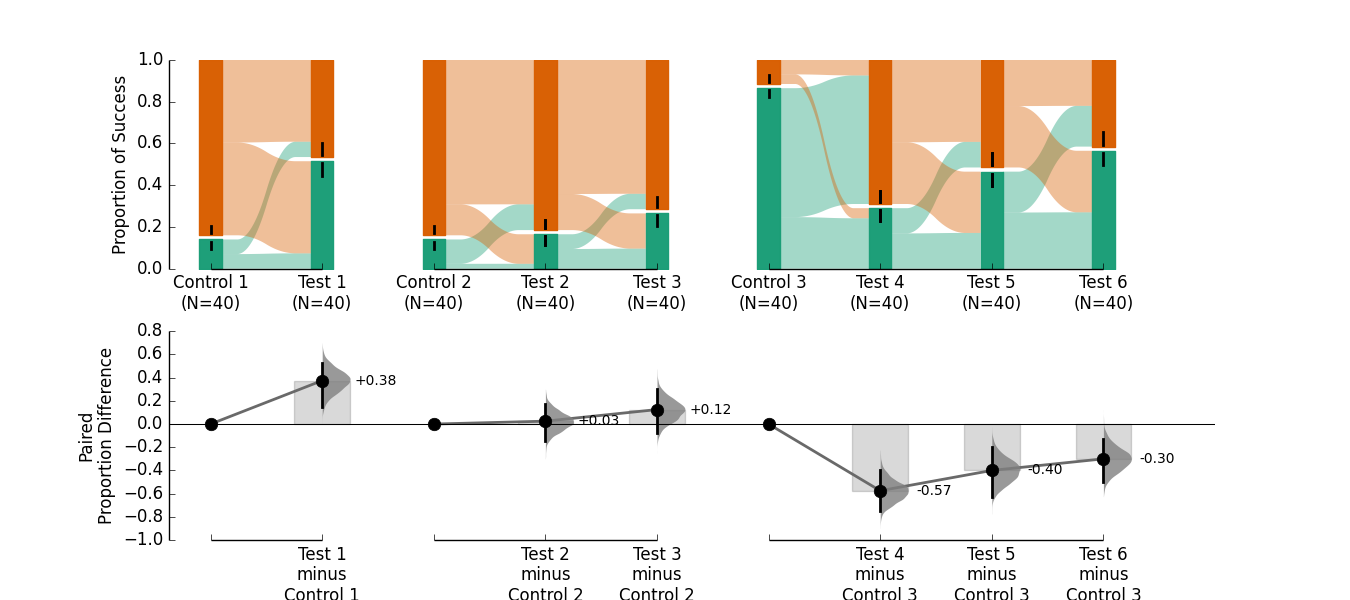 Proportion of Success
1.0
0.8
0.6
0.4
0.2
0.0
Control 1 Test 1 Control 2 Test 2 Test 3 Control 3 Test 4 Test 5 Test 6
(N=40) (N=40) (N=40) (N=40) (N=40) (N=40) (N=40) (N=40) (N=40)
Paired
Proportion Difference
0.8
0.6
0.4
0.2
0.0
−0.2
−0.4
−0.6
−0.8
−1.0
+0.38
+0.03
+0.12
-0.57
-0.40
-0.30
Test 1 Test 2 Test 3 Test 4 Test 5 Test 6
minus minus minus minus minus minus
Control 1 Control 2 Control 2 Control 3 Control 3 Control 3